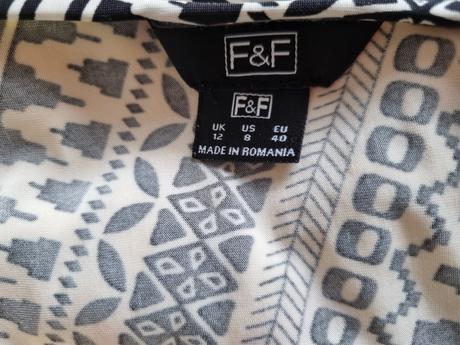 F&F
F&F
UK US EU
12 8 40
MADE IN ROMANIA